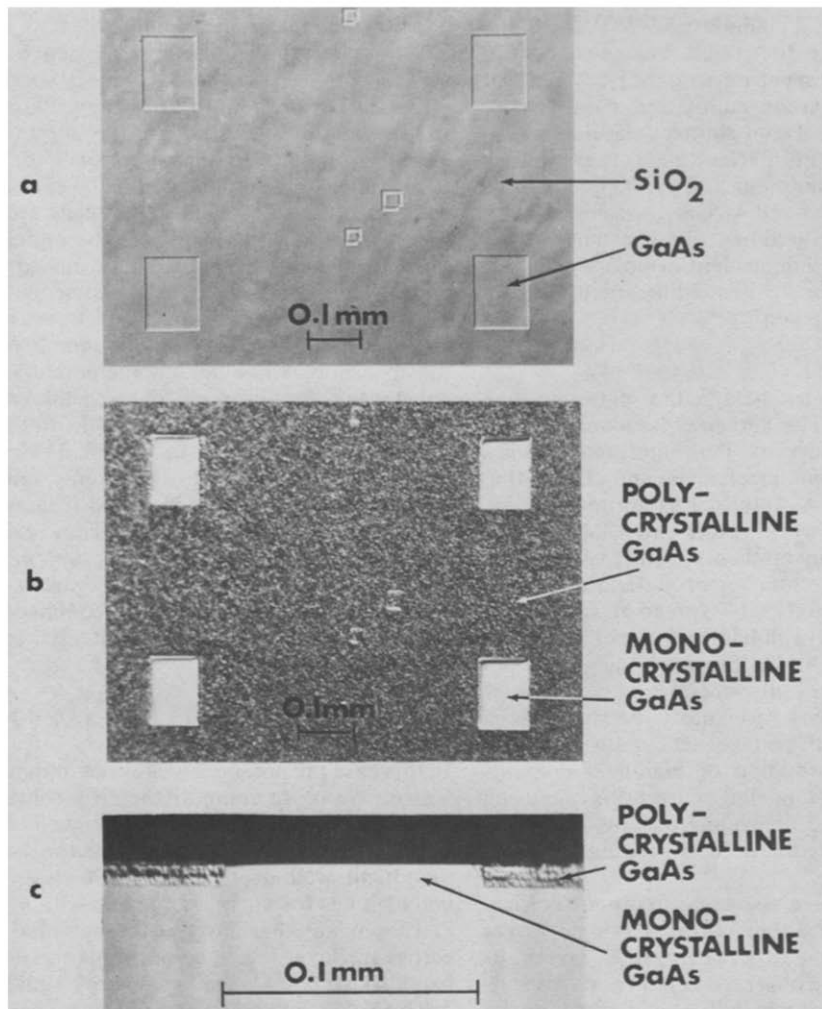 a
SiO2
GaAs
0.1mm
b
POLY-
CRYSTALLINE
GaAs
MONO-
CRYSTALLINE
GaAs
0.1mm
c
POLY-
CRYSTALLINE
GaAs
MONO-
CRYSTALLINE
GaAs
0.1mm